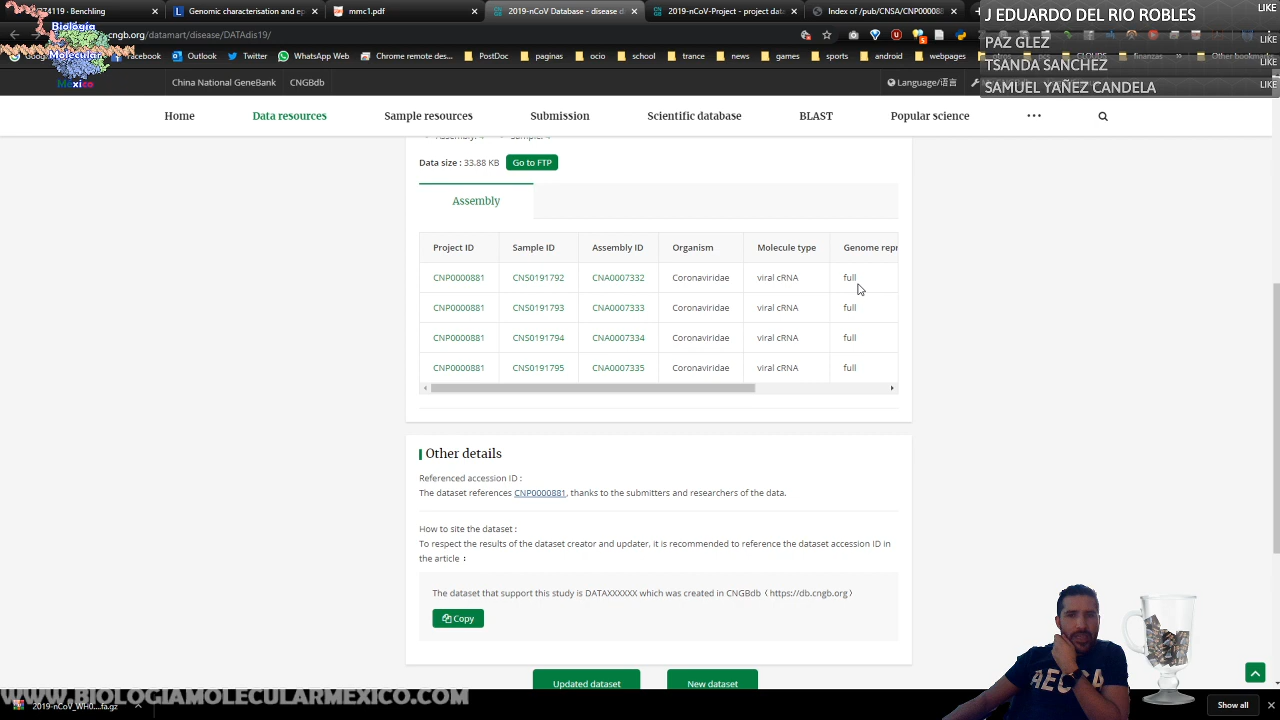 74119 - Benchling
Genomic characterisation and ep
mmc1.pdf
2019-nCoV Database - disease d
2019-nCoV-Project - project dat
Index of /pub/CNSA/CNP000088
J EDUARDO DEL RIO ROBLES LIKE
PAZ GLEZ LIKE
TSANDA SANCHEZ LIKE
SAMUEL YAÑEZ CANDELA LIKE
Biología
Molecular
Mexico
cngb.org/datamart/disease/DATAdis19/
Facebook
Outlook
Twitter
WhatsApp Web
Chrome remote des...
PostDoc
paginas
ocio
school
trance
news
games
sports
android
webpages
finanzas
Other bookmar
China National GeneBank
CNGBdb
Language/语言
Home
Data resources
Sample resources
Submission
Scientific database
BLAST
Popular science
Data size : 33.88 KB Go to FTP
Assembly
Project ID Sample ID Assembly ID Organism Molecule type Genome repr
CNP0000881 CNS0191792 CNA0007332 Coronaviridae viral cRNA full
CNP0000881 CNS0191793 CNA0007333 Coronaviridae viral cRNA full
CNP0000881 CNS0191794 CNA0007334 Coronaviridae viral cRNA full
CNP0000881 CNS0191795 CNA0007335 Coronaviridae viral cRNA full
Other details
Referenced accession ID :
The dataset references CNP0000881, thanks to the submitters and researchers of the data.
How to site the dataset :
To respect the results of the dataset creator and updater, it is recommended to reference the dataset accession ID in
the article：
The dataset that support this study is DATAXXXXXX which was created in CNGBdb（https://db.cngb.org）
Copy
Updated dataset
New dataset
WWW.BIOLOGIAMOLECULARMEXICO.COM
2019-nCoV_WH0....fa.gz
Show all